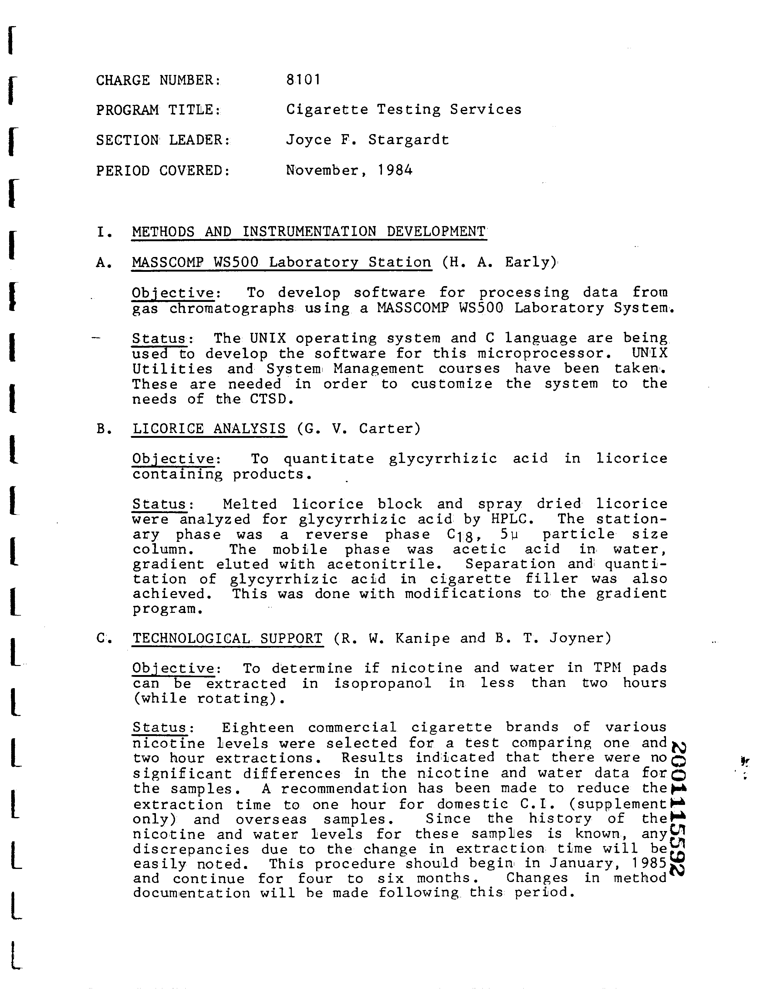 CHARGE NUMBER: 8101
PROGRAM TITLE: Cigarette Testing Services
SECTION LEADER: Joyce F. Stargardt
PERIOD COVERED: November, 1984
I. METHODS AND INSTRUMENTATION DEVELOPMENT
A. MASSCOMP WS500 Laboratory Station (H. A. Early)
Objective: To develop software for processing data from
gas chromatographs using a MASSCOMP WS500 Laboratory System.
Status: The UNIX operating system and C language are being
used to develop the software for this microprocessor. UNIX
Utilities and System Management courses have been taken.
These are needed in order to customize the system to the
needs of the CTSD.
B. LICORICE ANALYSIS (G. V. Carter)
Objective: To quantitate glycyrrhizic acid in licorice
containing products.
Status: Melted licorice block and spray dried licorice
were analyzed for glycyrrhizic acid by HPLC. The station-
ary phase was a reverse phase C18, 5µ particle size
column. The mobile phase was acetic acid in water,
gradient eluted with acetonitrile. Separation and quanti-
tation of glycyrrhizic acid in cigarette filler was also
achieved. This was done with modifications to the gradient
program.
C. TECHNOLOGICAL SUPPORT (R. W. Kanipe and B. T. Joyner)
Objective: To determine if nicotine and water in TPM pads
can be extracted in isopropanol in less than two hours
(while rotating).
Status: Eighteen commercial cigarette brands of various
nicotine levels were selected for a test comparing one and
two hour extractions. Results indicated that there were no
significant differences in the nicotine and water data for
the samples. A recommendation has been made to reduce the
extraction time to one hour for domestic C.I. (supplement
only) and overseas samples. Since the history of the
nicotine and water levels for these samples is known, any
discrepancies due to the change in extraction time will be
easily noted. This procedure should begin in January, 1985
and continue for four to six months. Changes in method
documentation will be made following this period.
2001115592